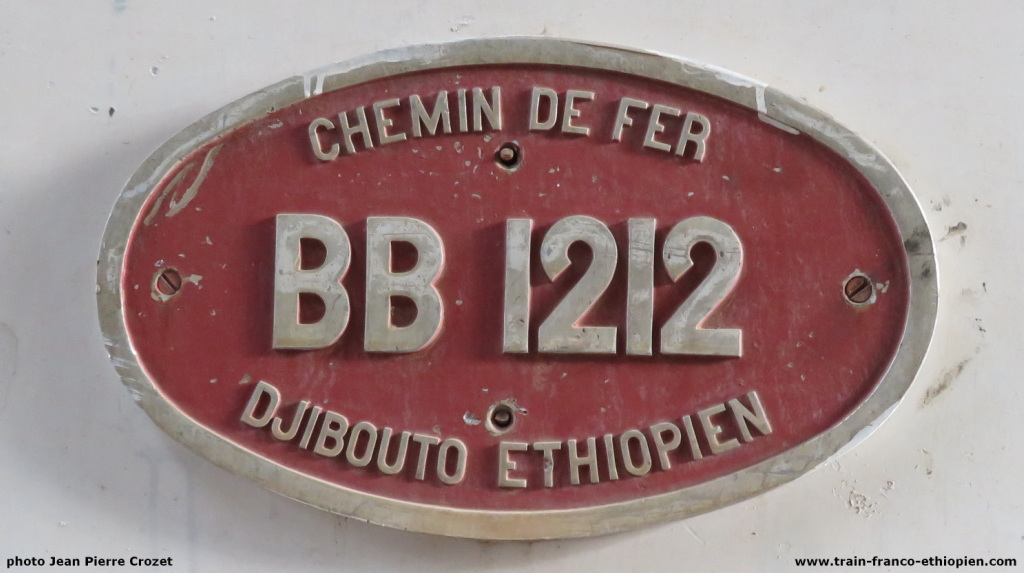 CHEMIN DE FER
BB 1212
DJIBOUTO ETHIOPIEN
photo Jean Pierre Crozet
www.train-franco-ethiopien.com